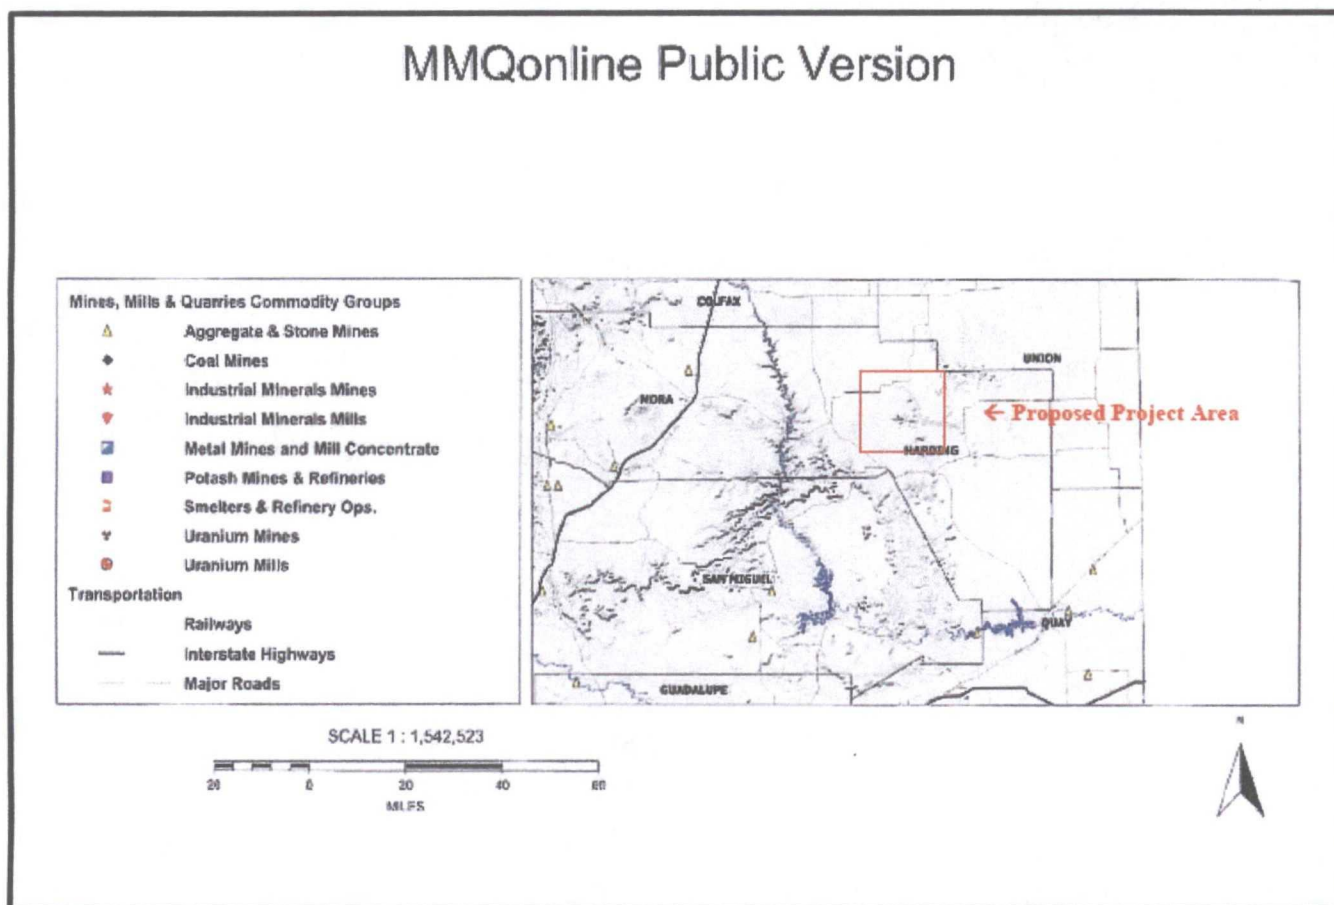 MMQonline Public Version
Mines, Mills & Quarries Commodity Groups
Aggregate & Stone Mines
Coal Mines
Industrial Minerals Mines
Industrial Minerals Mills
Metal Mines and Mill Concentrate
Potash Mines & Refineries
Smelters & Refinery Ops.
Uranium Mines
Uranium Mills
Transportation
Railways
Interstate Highways
Major Roads
COLFAX
UNION
MORA
← Proposed Project Area
HARDING
SAN MIGUEL
QUAY
GUADALUPE
SCALE 1 : 1,542,523
20 0 20 40 60
MILES
N